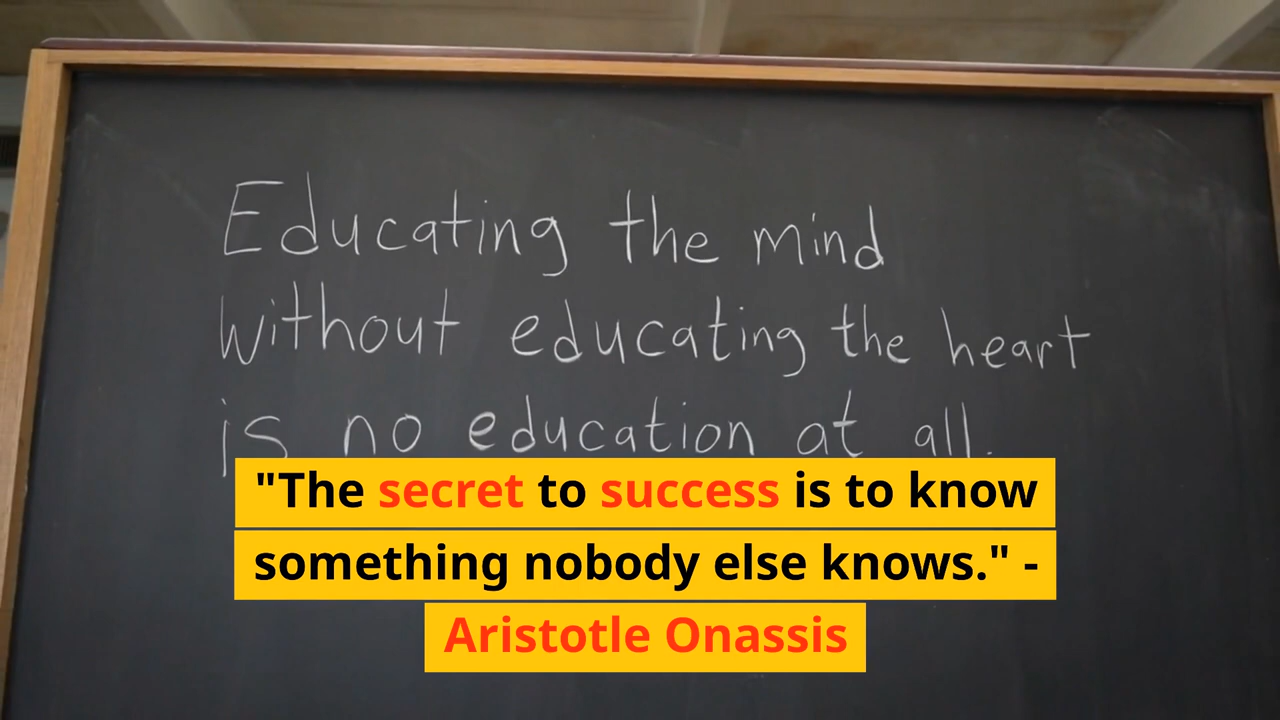 Educating the mind
without educating the heart
is no education at all.
"The secret to success is to know
something nobody else knows." -
Aristotle Onassis